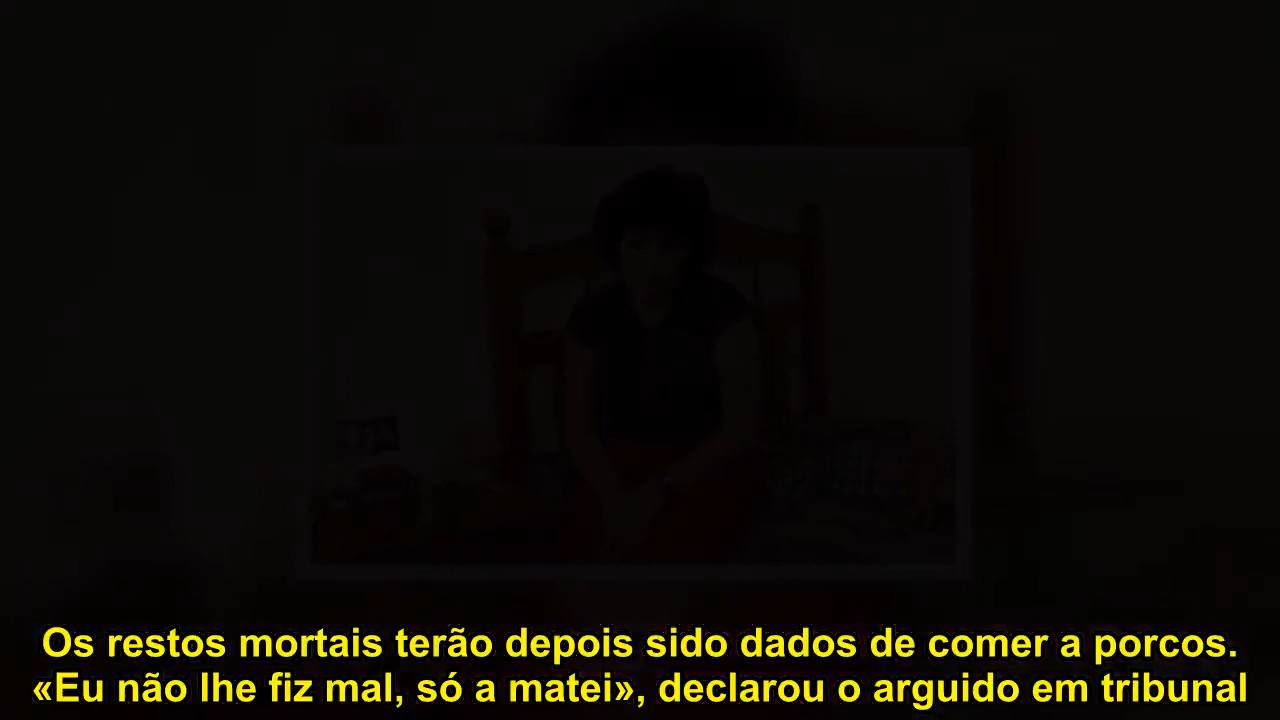 Os restos mortais terão depois sido dados de comer a porcos.
«Eu não lhe fiz mal, só a matei», declarou o arguido em tribunal